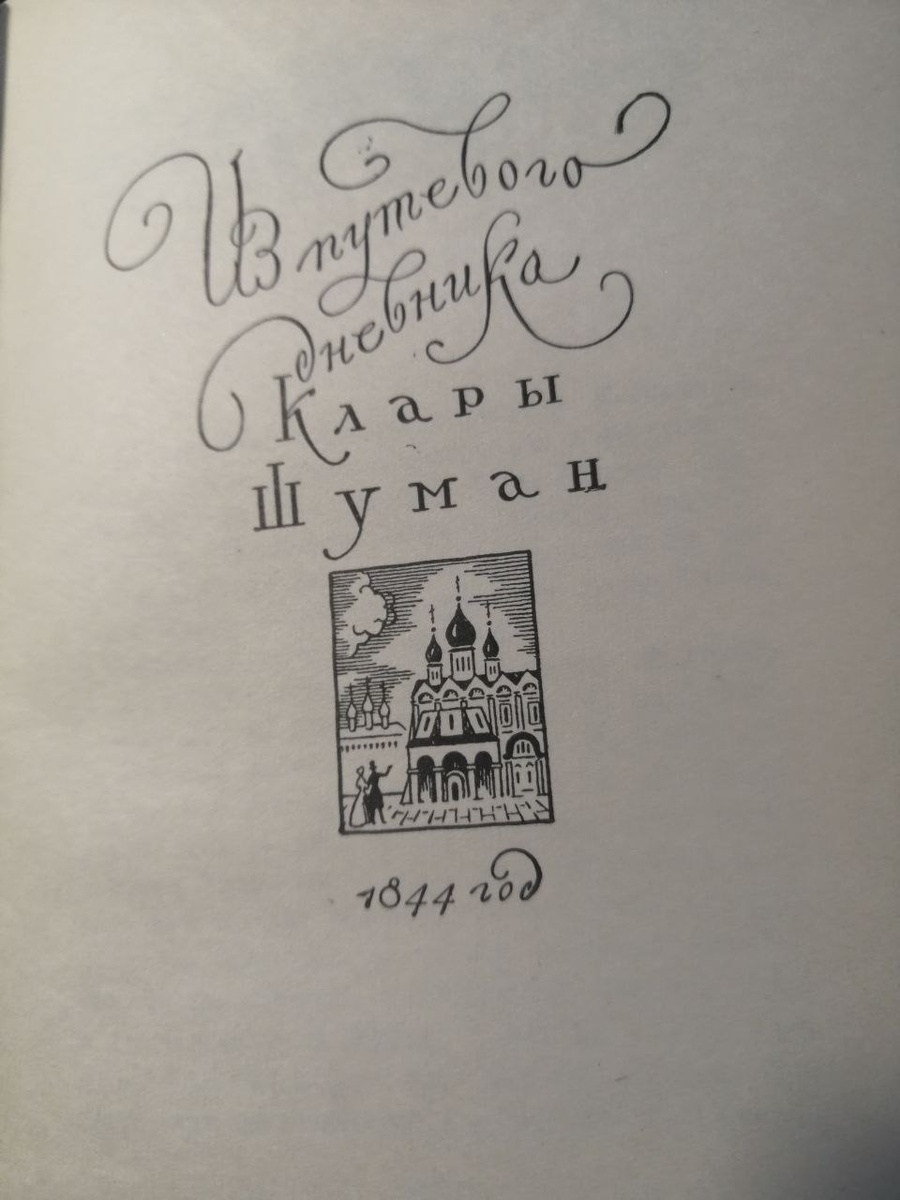 Из путевого
дневника
Клары
Шуман
1844 год